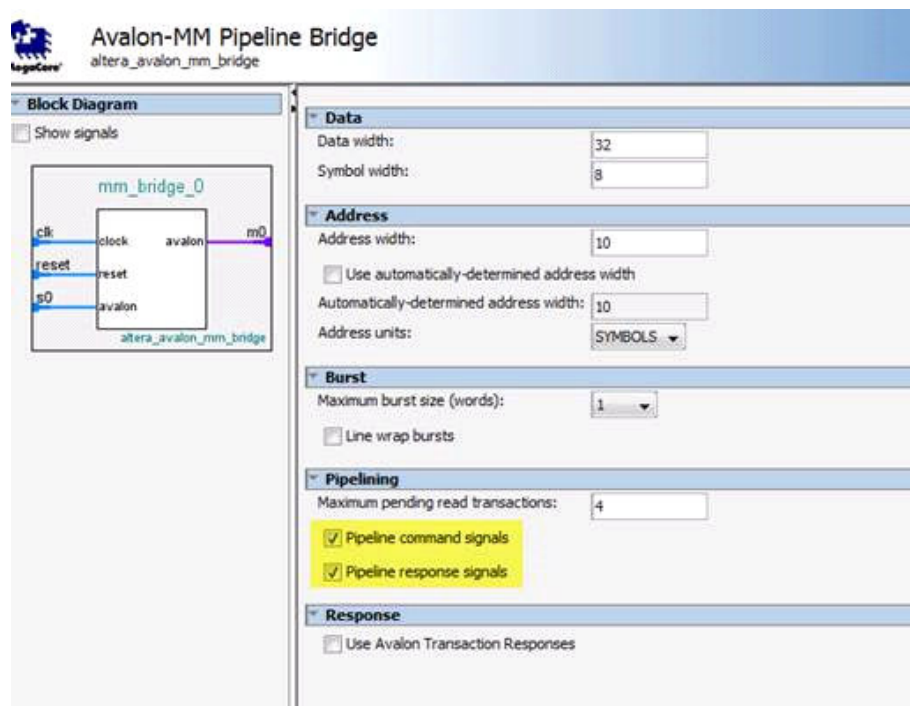 Avalon-MM Pipeline Bridge
altera_avalon_mm_bridge
Block Diagram
Show signals
mm_bridge_0
clk
clock
avalon
m0
reset
reset
s0
avalon
altera_avalon_mm_bridge
Data
Data width:
32
Symbol width:
8
Address
Address width:
10
Use automatically-determined address width
Automatically-determined address width:
10
Address units:
SYMBOLS
Burst
Maximum burst size (words):
1
Line wrap bursts
Pipelining
Maximum pending read transactions:
4
Pipeline command signals
Pipeline response signals
Response
Use Avalon Transaction Responses